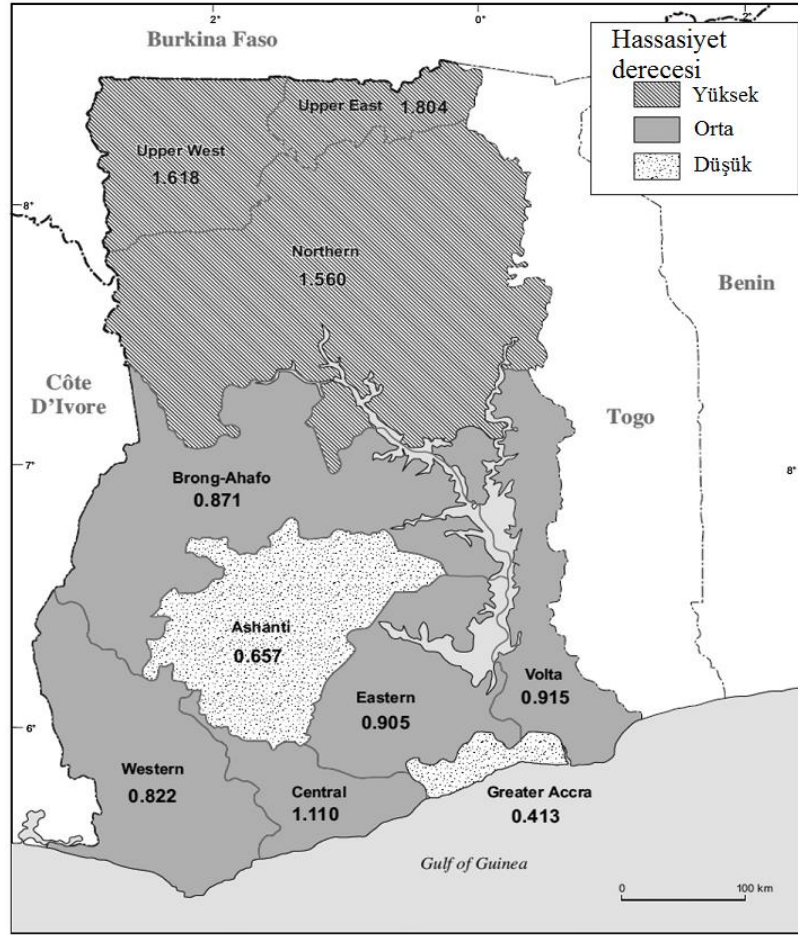 2°
0°
2°
Burkina Faso
Hassasiyet
derecesi
Yüksek
Orta
Düşük
Upper East 1.804
Upper West
1.618
8°
Northern
1.560
Benin
Côte
D'Ivore
Togo
7°
8°
Brong-Ahafo
0.871
Ashanti
0.657
Volta
0.915
Eastern
0.905
6°
Western
0.822
Central
1.110
Greater Accra
0.413
Gulf of Guinea
0
100 km